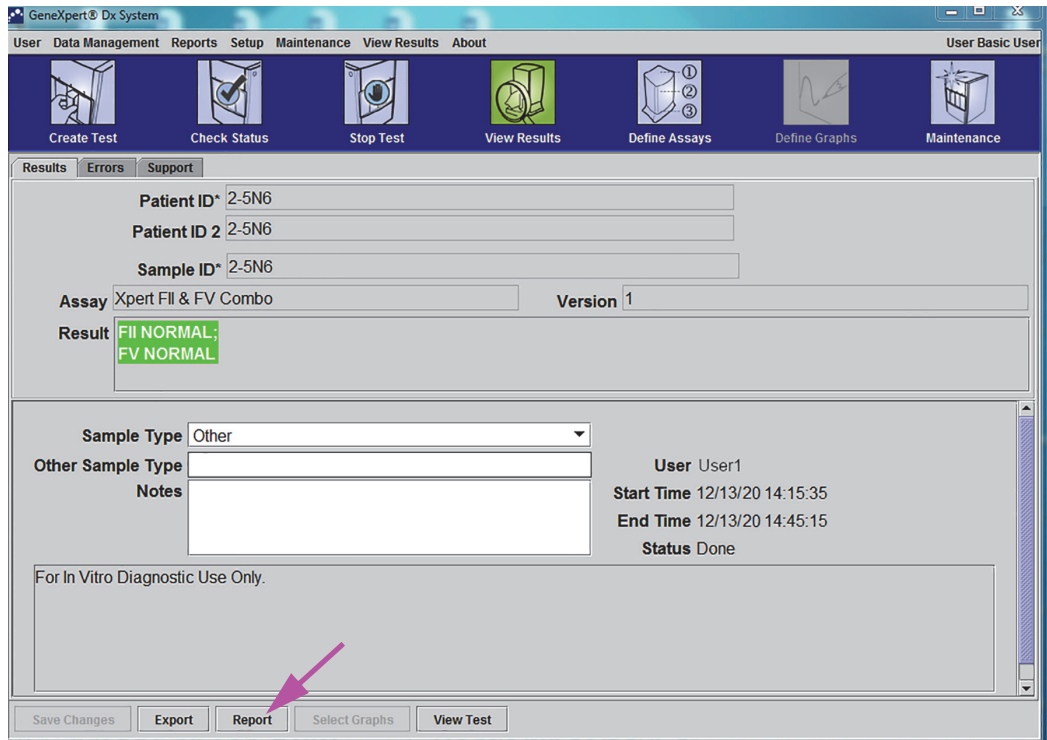 GeneXpert® Dx System
User Data Management Reports Setup Maintenance View Results About User Basic User
Create Test Check Status Stop Test View Results Define Assays Define Graphs Maintenance
Results Errors Support
Patient ID* 2-5N6
Patient ID 2 2-5N6
Sample ID* 2-5N6
Assay Xpert FII & FV Combo Version 1
Result FII NORMAL;
FV NORMAL
Sample Type Other
Other Sample Type User User1
Notes Start Time 12/13/20 14:15:35
End Time 12/13/20 14:45:15
Status Done
For In Vitro Diagnostic Use Only.
Save Changes Export Report Select Graphs View Test